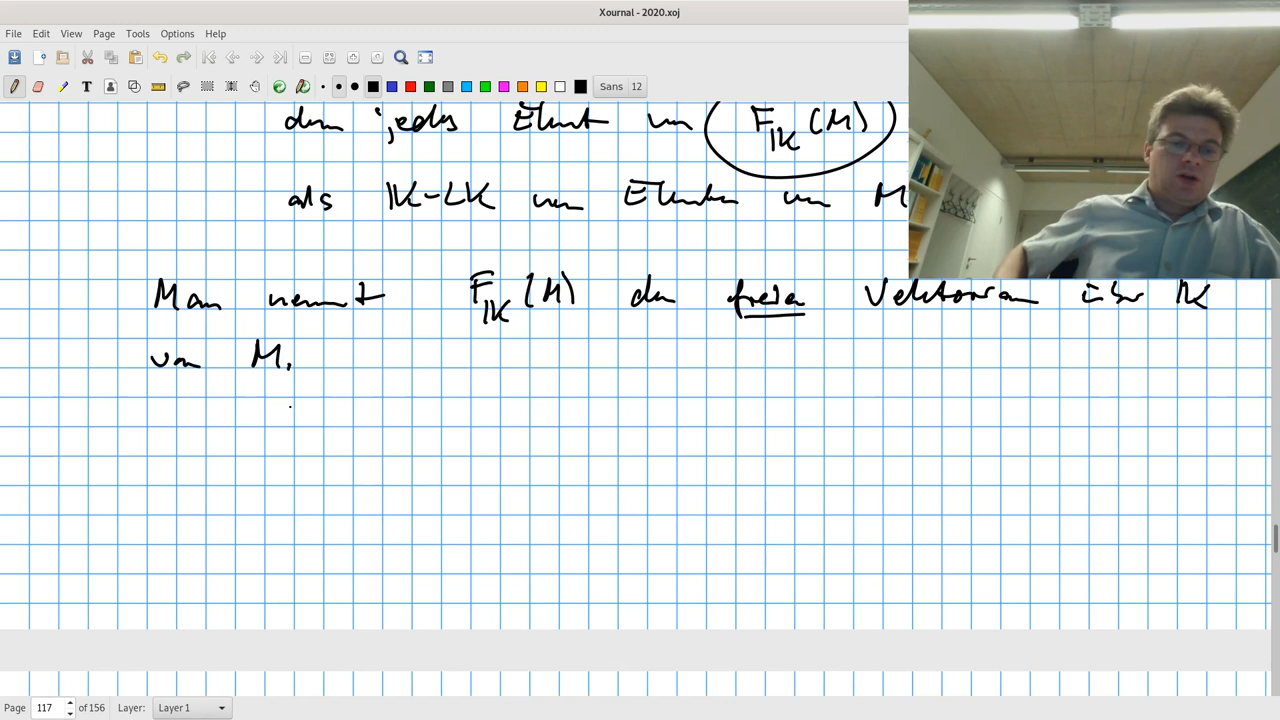 Xournal - 2020.xoj
File Edit View Page Tools Options Help
Sans 12
denn jedes Element von F_𝕂(M)
als 𝕂-LK von Elementen von M
Man nennt F_𝕂(M) den freien Vektorraum über 𝕂
von M.
Page 117 of 156 Layer: Layer 1